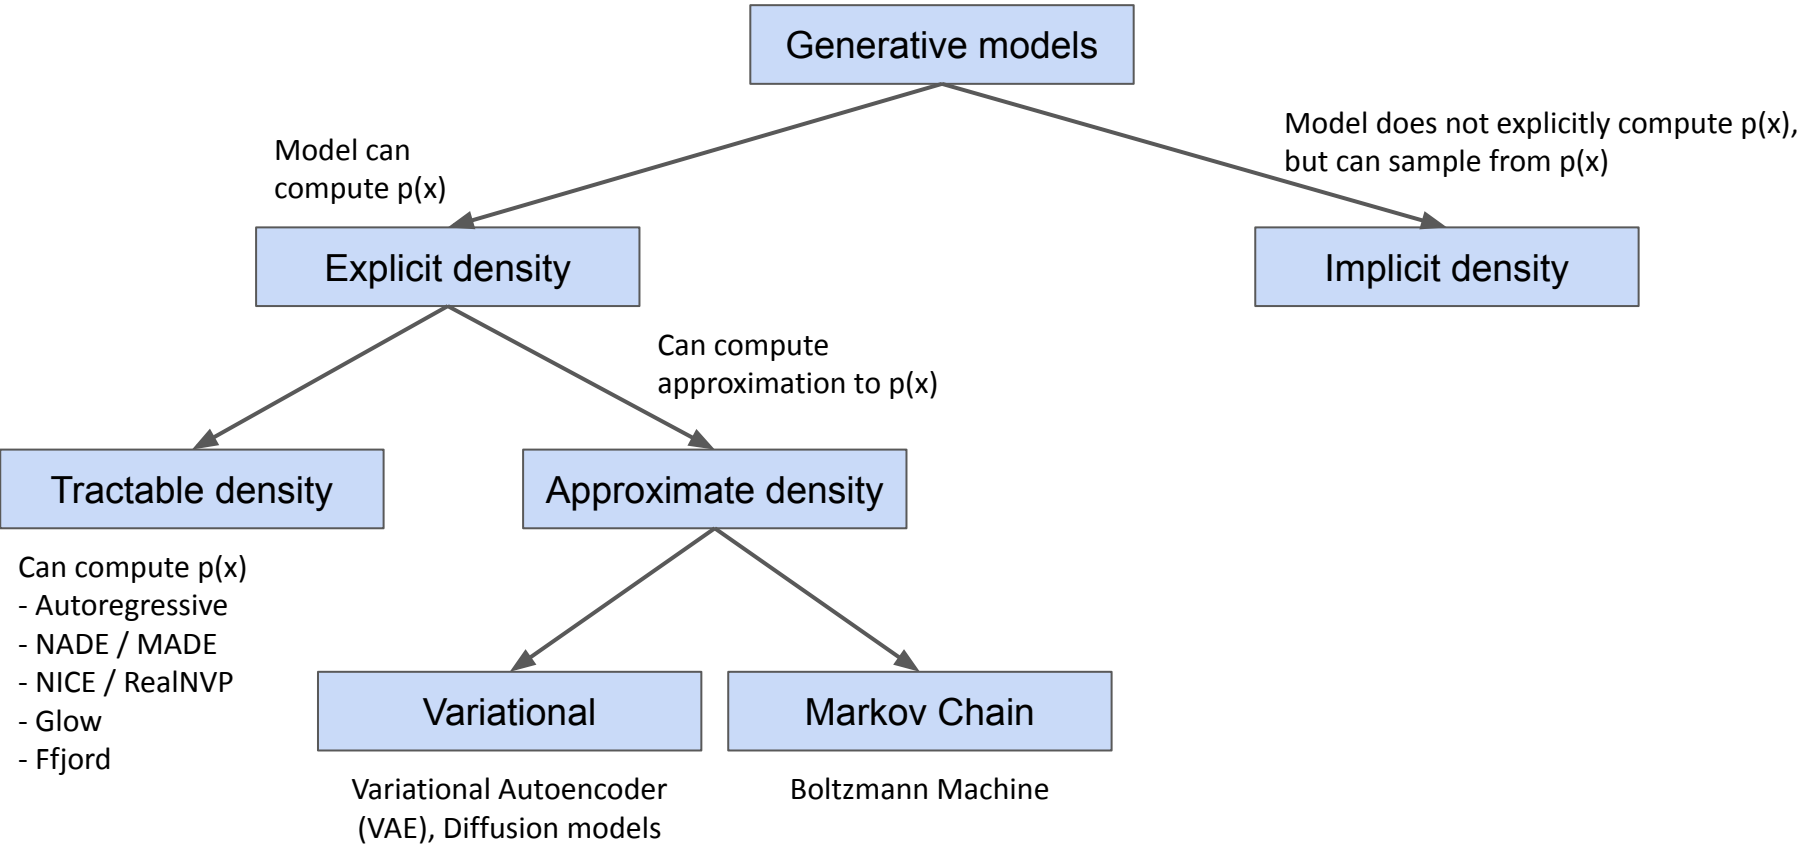 Generative models
Model can
compute p(x)
Model does not explicitly compute p(x),
but can sample from p(x)
Explicit density
Implicit density
Can compute
approximation to p(x)
Tractable density
Approximate density
Can compute p(x)
- Autoregressive
- NADE / MADE
- NICE / RealNVP
- Glow
- Ffjord
Variational
Markov Chain
Variational Autoencoder
(VAE), Diffusion models
Boltzmann Machine